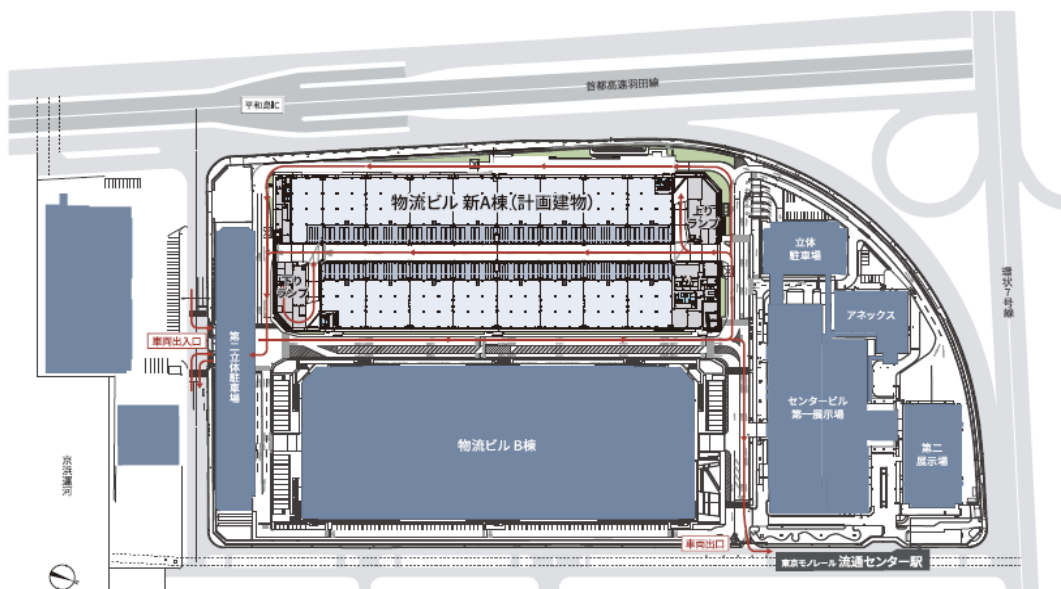 首都高速羽田線
平和島IC
物流ビル 新A棟(計画建物)
上り
ランプ
立体
駐車場
環状7号線
下り
ランプ
アネックス
車両出入口
第二立体駐車場
センタービル
第一展示場
物流ビル B棟
第二
展示場
京浜運河
車両出口
東京モノレール 流通センター駅